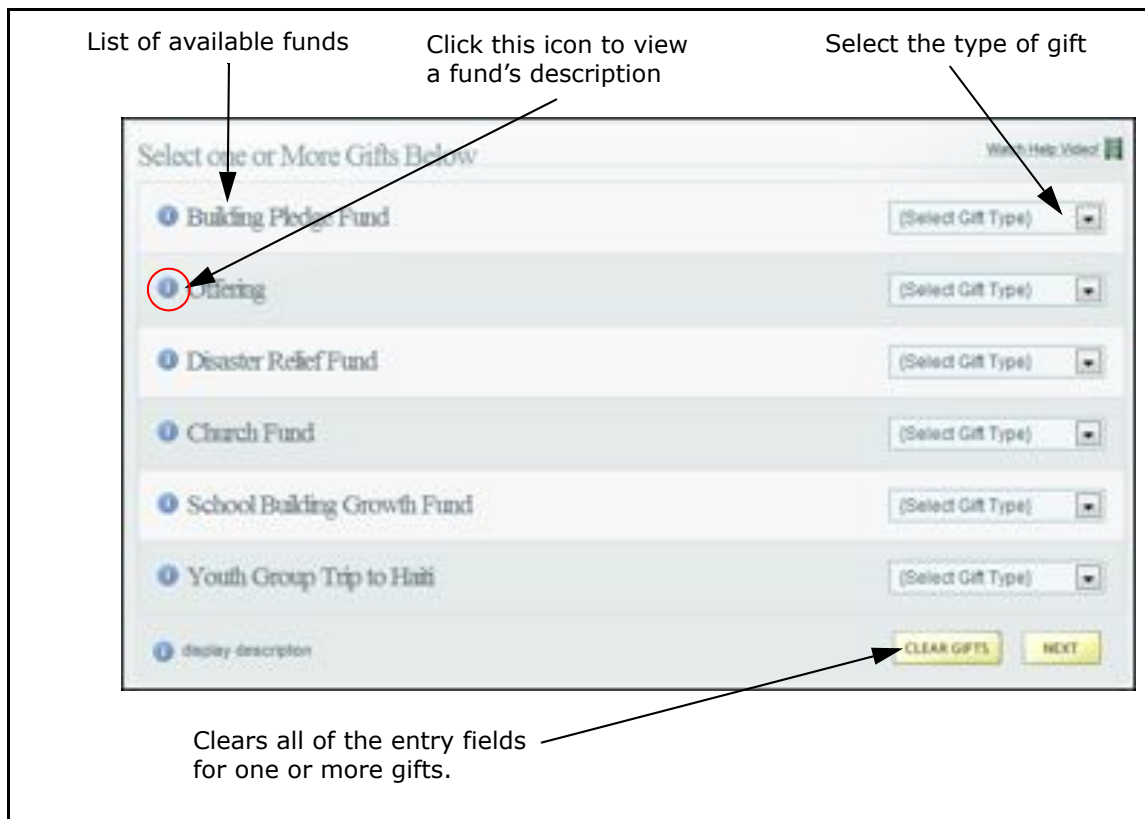 List of available funds
Click this icon to view
a fund's description
Select the type of gift
Select one or More Gifts Below
Watch Help Video!
Building Pledge Fund
(Select Gift Type)
Offering
(Select Gift Type)
Disaster Relief Fund
(Select Gift Type)
Church Fund
(Select Gift Type)
School Building Growth Fund
(Select Gift Type)
Youth Group Trip to Haiti
(Select Gift Type)
display description
CLEAR GIFTS
NEXT
Clears all of the entry fields
for one or more gifts.